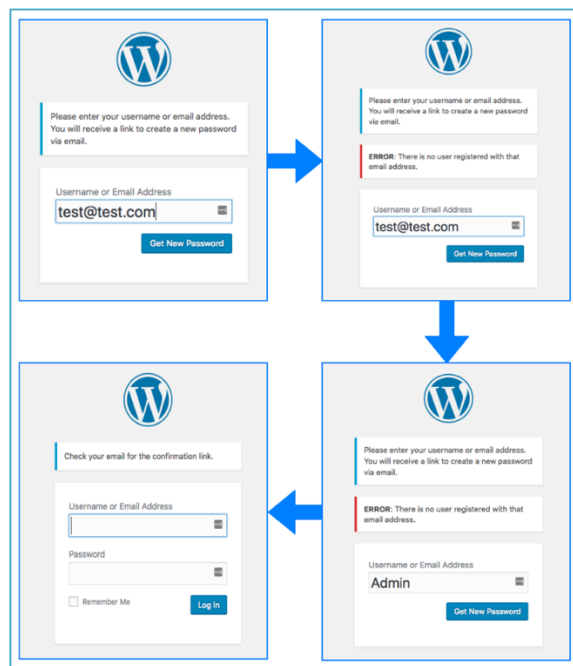 Please enter your username or email address.
You will receive a link to create a new password
via email.
Username or Email Address
test@test.com
Get New Password
Please enter your username or email address.
You will receive a link to create a new password
via email.
ERROR: There is no user registered with that
email address.
Username or Email Address
test@test.com
Get New Password
Please enter your username or email address.
You will receive a link to create a new password
via email.
ERROR: There is no user registered with that
email address.
Username or Email Address
Admin
Get New Password
Check your email for the confirmation link.
Username or Email Address
Password
Remember Me
Log In